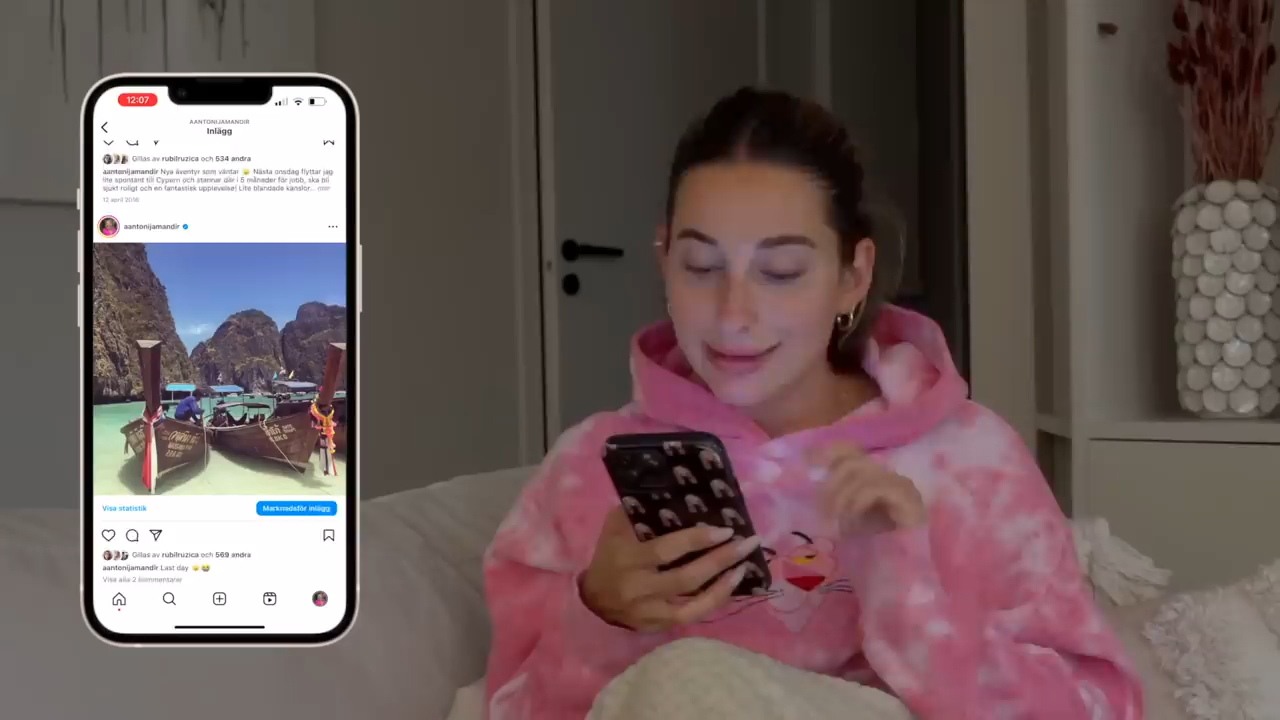 12:07
AANTONIJAMANDIR
Inlägg
Gillas av rubilruzica och 534 andra
aantonijamandir Nya äventyr som väntar Nästa onsdag flyttar jag
lite spontant till Cypern och stannar där i 5 månader för jobb, ska bli
sjukt roligt och en fantastisk upplevelse! Lite blandade känslor... mer
12 april 2016
aantonijamandir
Visa statistik
Marknadsför inlägg
Gillas av rubilruzica och 569 andra
aantonijamandir Last day
Visa alla 2 kommentarer